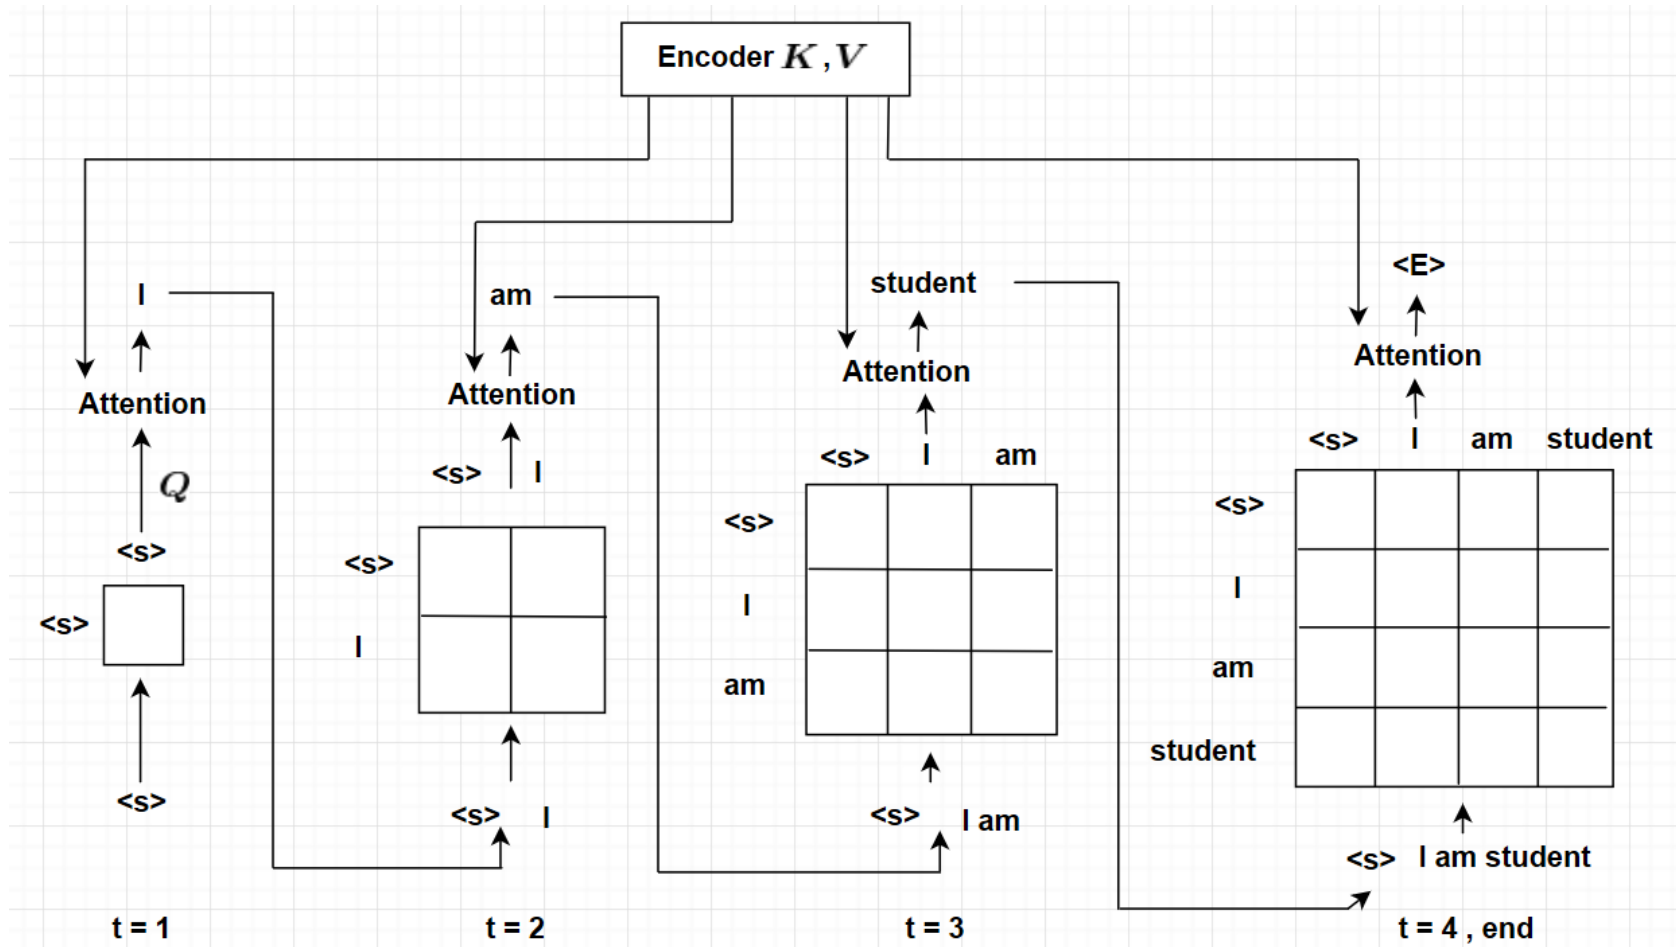 Encoder K , V
I
Attention
Q
<s>
<s>
<s>
t = 1
am
Attention
<s> I
<s>
I
<s> I
t = 2
student
Attention
<s> I am
<s>
I
am
<s> I am
t = 3
<E>
Attention
<s> I am student
<s>
I
am
student
<s> I am student
t = 4 , end